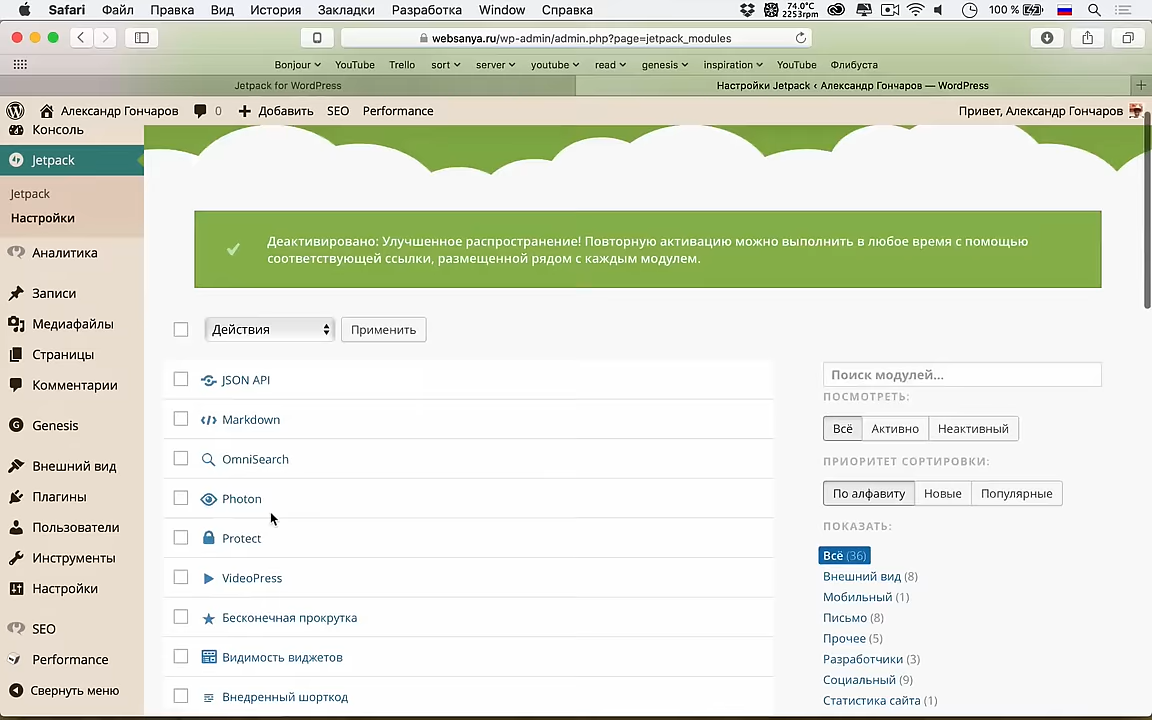 Safari Файл Правка Вид История Закладки Разработка Window Справка 74.0°C 2253rpm 100 %
websanya.ru/wp-admin/admin.php?page=jetpack_modules
Bonjour YouTube Trello sort server youtube read genesis inspiration YouTube Флибуста
Jetpack for WordPress Настройки Jetpack ‹ Александр Гончаров — WordPress
Александр Гончаров 0 Добавить SEO Performance Привет, Александр Гончаров
Консоль
Jetpack
Jetpack
Настройки
Аналитика
Записи
Медиафайлы
Страницы
Комментарии
Genesis
Внешний вид
Плагины
Пользователи
Инструменты
Настройки
SEO
Performance
Свернуть меню
Деактивировано: Улучшенное распространение! Повторную активацию можно выполнить в любое время с помощью
соответствующей ссылки, размещенной рядом с каждым модулем.
Действия Применить
JSON API
Markdown
OmniSearch
Photon
Protect
VideoPress
Бесконечная прокрутка
Видимость виджетов
Внедренный шорткод
Поиск модулей...
ПОСМОТРЕТЬ:
Всё Активно Неактивный
ПРИОРИТЕТ СОРТИРОВКИ:
По алфавиту Новые Популярные
ПОКАЗАТЬ:
Всё (36)
Внешний вид (8)
Мобильный (1)
Письмо (8)
Прочее (5)
Разработчики (3)
Социальный (9)
Статистика сайта (1)